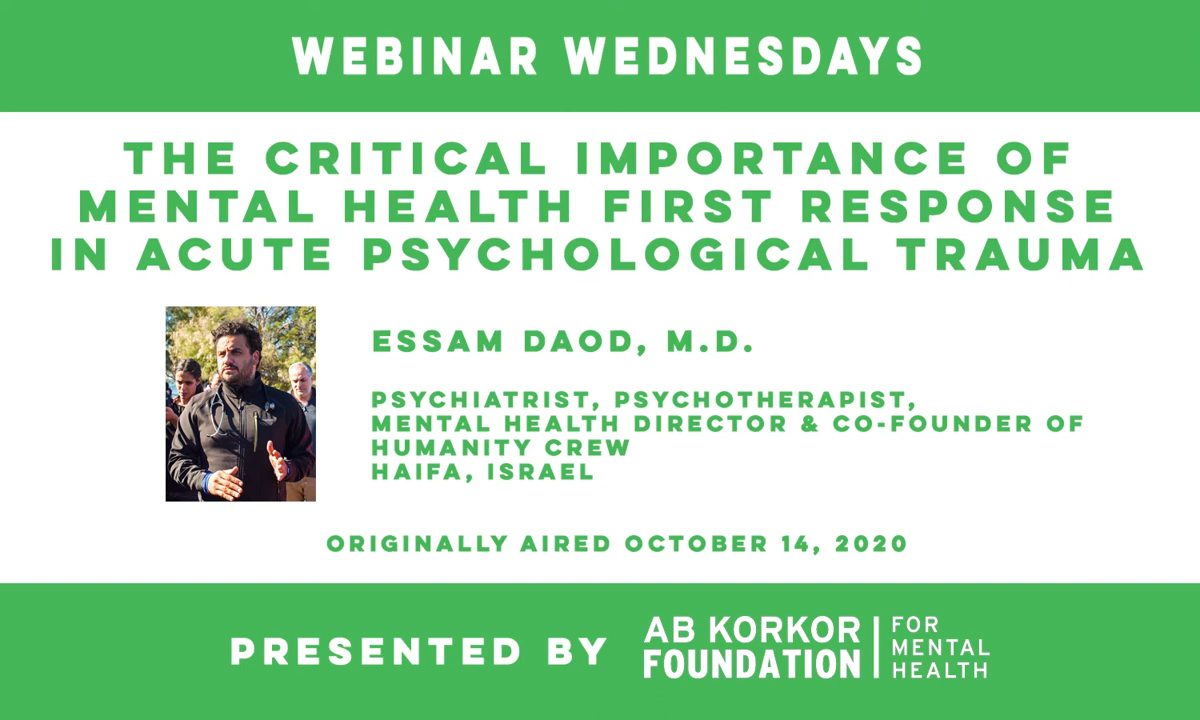 WEBINAR WEDNESDAYS
THE CRITICAL IMPORTANCE OF
MENTAL HEALTH FIRST RESPONSE
IN ACUTE PSYCHOLOGICAL TRAUMA
ESSAM DAOD, M.D.
PSYCHIATRIST, PSYCHOTHERAPIST,
MENTAL HEALTH DIRECTOR & CO-FOUNDER OF
HUMANITY CREW
HAIFA, ISRAEL
ORIGINALLY AIRED OCTOBER 14, 2020
PRESENTED BY
AB KORKOR
FOUNDATION
FOR
MENTAL
HEALTH